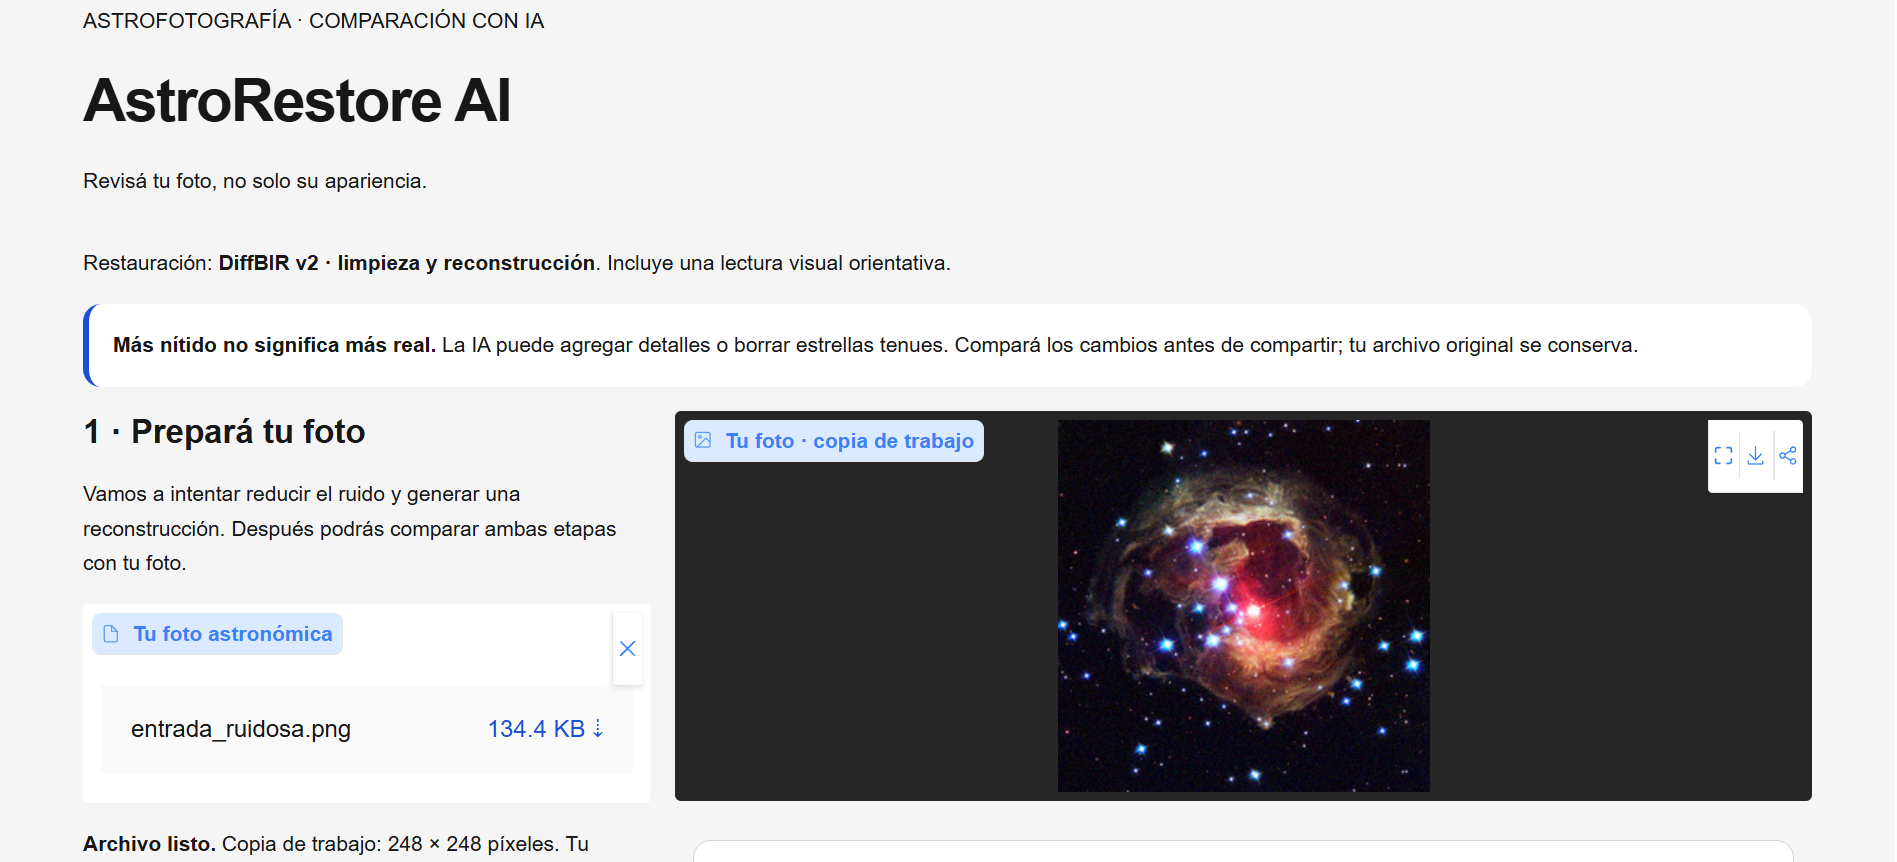 ASTROFOTOGRAFÍA · COMPARACIÓN CON IA
AstroRestore AI
Revisá tu foto, no solo su apariencia.
Restauración: DiffBIR v2 · limpieza y reconstrucción. Incluye una lectura visual orientativa.
Más nítido no significa más real. La IA puede agregar detalles o borrar estrellas tenues. Compará los cambios antes de compartir; tu archivo original se conserva.
1 · Prepará tu foto
Vamos a intentar reducir el ruido y generar una
reconstrucción. Después podrás comparar ambas etapas
con tu foto.
Tu foto astronómica
entrada_ruidosa.png 134.4 KB ⇣
Archivo listo. Copia de trabajo: 248 × 248 píxeles. Tu
Tu foto · copia de trabajo